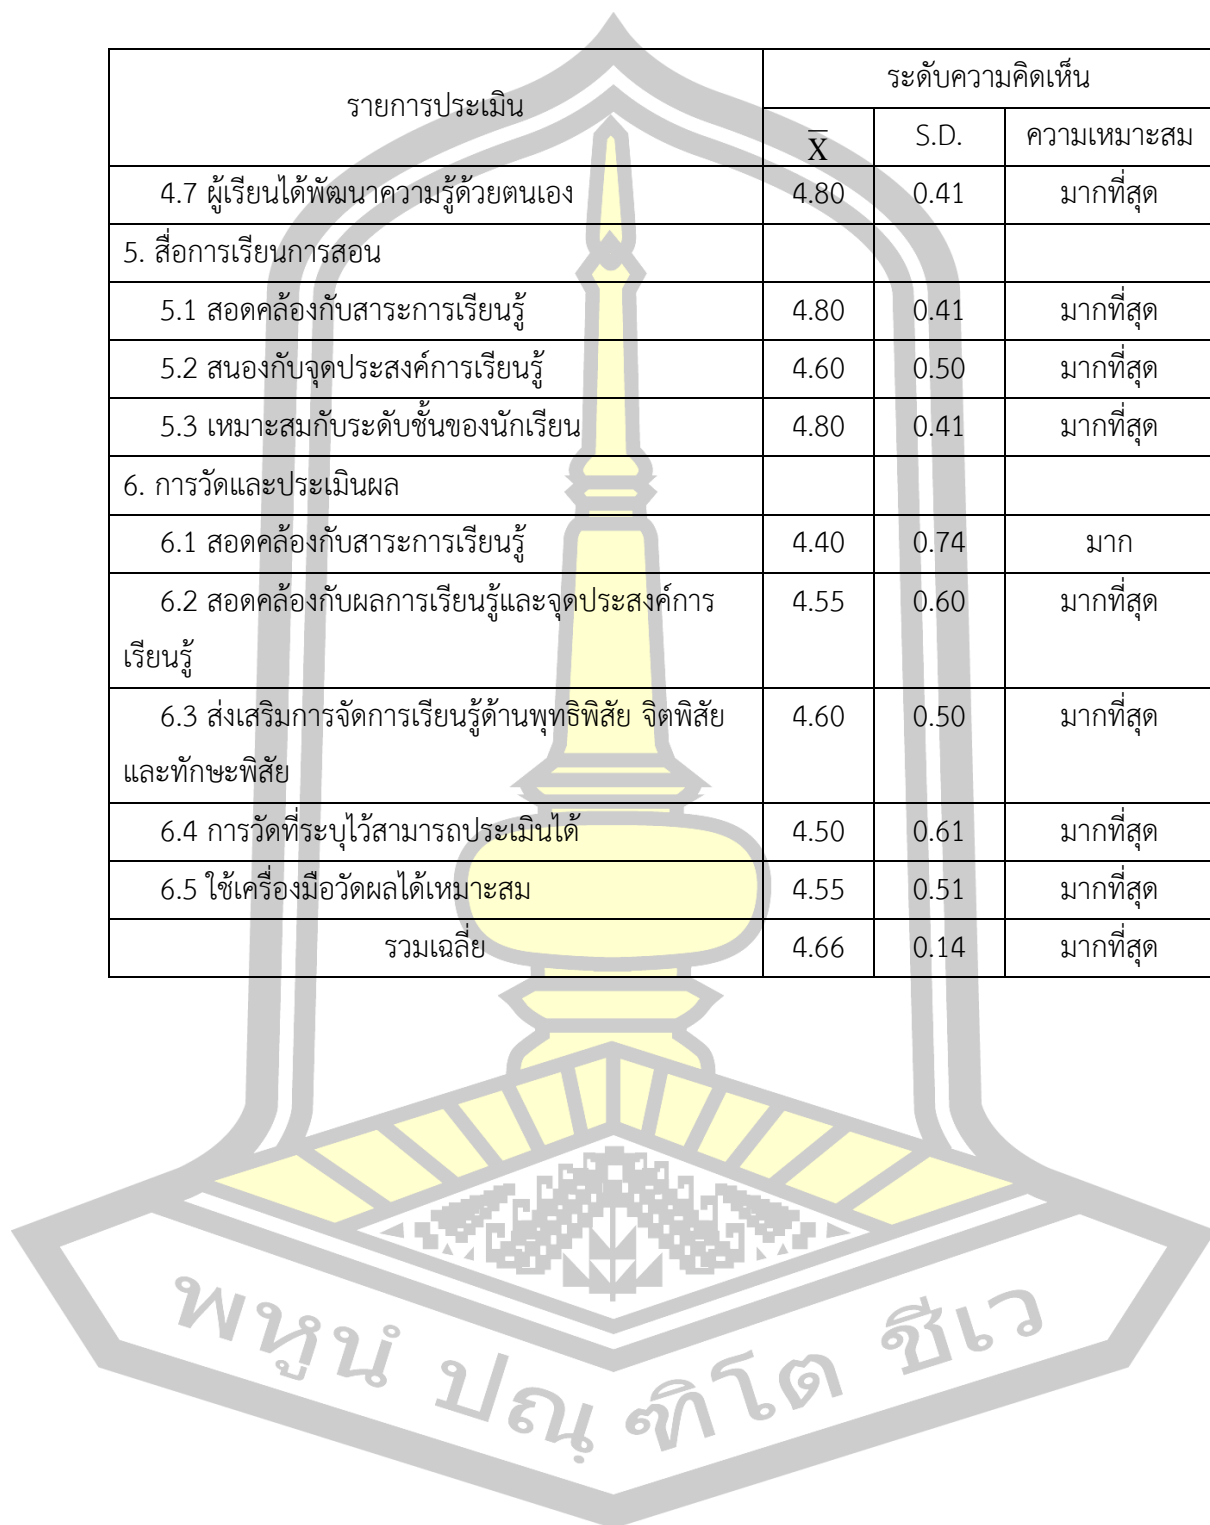 รายการประเมิน
ระดับความคิดเห็น
X̅
S.D.
ความเหมาะสม
4.7 ผู้เรียนได้พัฒนาความรู้ด้วยตนเอง 4.80 0.41 มากที่สุด
5. สื่อการเรียนการสอน
5.1 สอดคล้องกับสาระการเรียนรู้ 4.80 0.41 มากที่สุด
5.2 สนองกับจุดประสงค์การเรียนรู้ 4.60 0.50 มากที่สุด
5.3 เหมาะสมกับระดับชั้นของนักเรียน 4.80 0.41 มากที่สุด
6. การวัดและประเมินผล
6.1 สอดคล้องกับสาระการเรียนรู้ 4.40 0.74 มาก
6.2 สอดคล้องกับผลการเรียนรู้และจุดประสงค์การ 4.55 0.60 มากที่สุด
เรียนรู้
6.3 ส่งเสริมการจัดการเรียนรู้ด้านพุทธิพิสัย จิตพิสัย 4.60 0.50 มากที่สุด
และทักษะพิสัย
6.4 การวัดที่ระบุไว้สามารถประเมินได้ 4.50 0.61 มากที่สุด
6.5 ใช้เครื่องมือวัดผลได้เหมาะสม 4.55 0.51 มากที่สุด
รวมเฉลี่ย 4.66 0.14 มากที่สุด
พหูนํ ปณฺฑิโต ชีเว